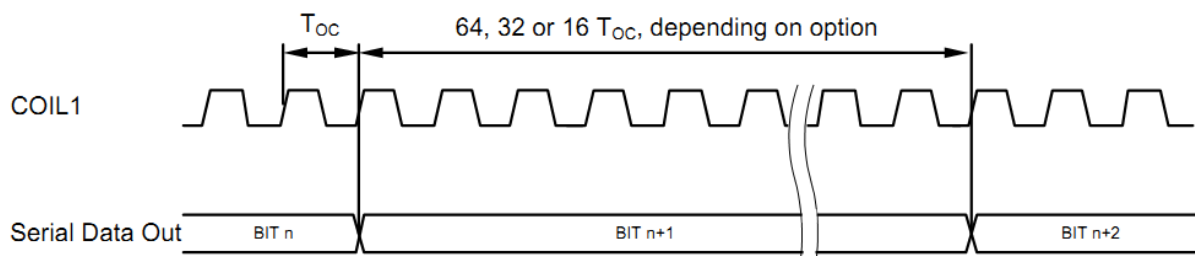 TOC
64, 32 or 16 TOC, depending on option
COIL1
Serial Data Out
BIT n
BIT n+1
BIT n+2